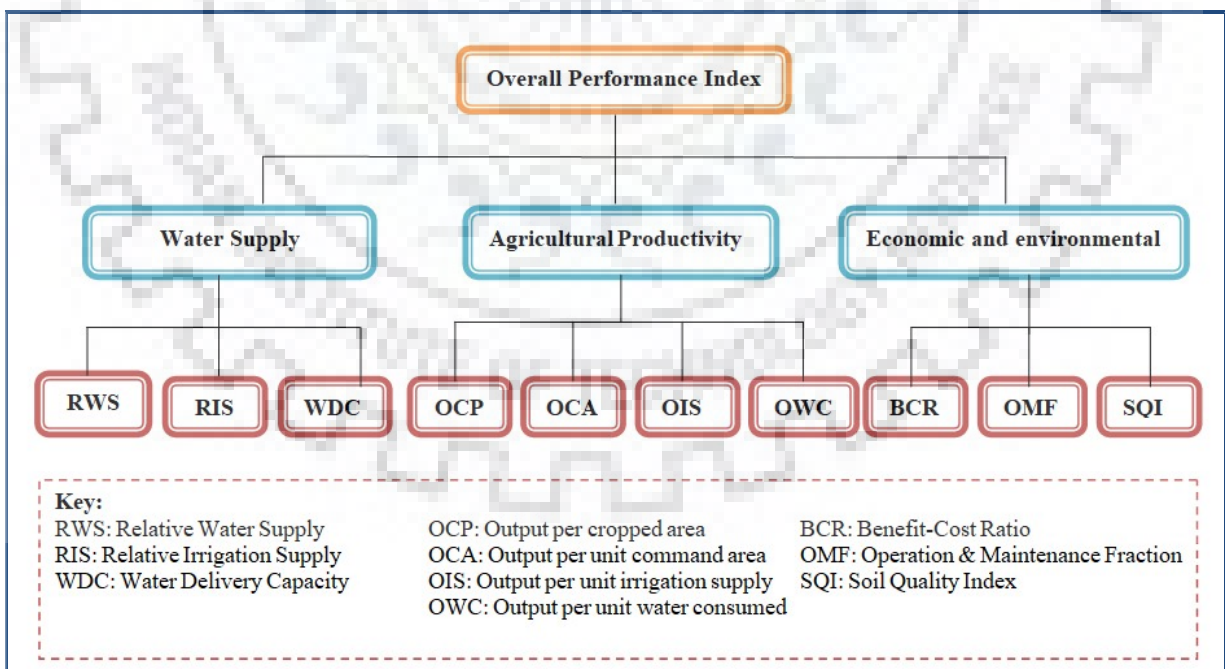 Overall Performance Index
Water Supply
Agricultural Productivity
Economic and environmental
RWS
RIS
WDC
OCP
OCA
OIS
OWC
BCR
OMF
SQI
Key:
RWS: Relative Water Supply
RIS: Relative Irrigation Supply
WDC: Water Delivery Capacity
OCP: Output per cropped area
OCA: Output per unit command area
OIS: Output per unit irrigation supply
OWC: Output per unit water consumed
BCR: Benefit-Cost Ratio
OMF: Operation & Maintenance Fraction
SQI: Soil Quality Index